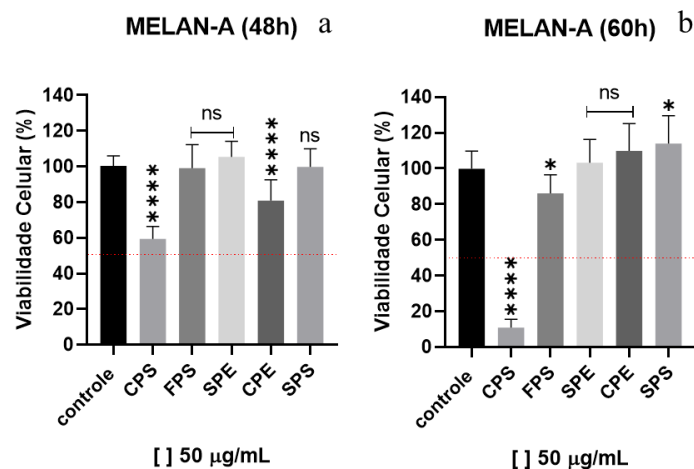 MELAN-A (48h) a
Viabilidade Celular (%)
140
120
100
80
60
40
20
0
ns
****
****
ns
controle
CPS
FPS
SPE
CPE
SPS
[ ] 50 µg/mL
MELAN-A (60h) b
Viabilidade Celular (%)
140
120
100
80
60
40
20
0
****
*
ns
*
controle
CPS
FPS
SPE
CPE
SPS
[ ] 50 µg/mL